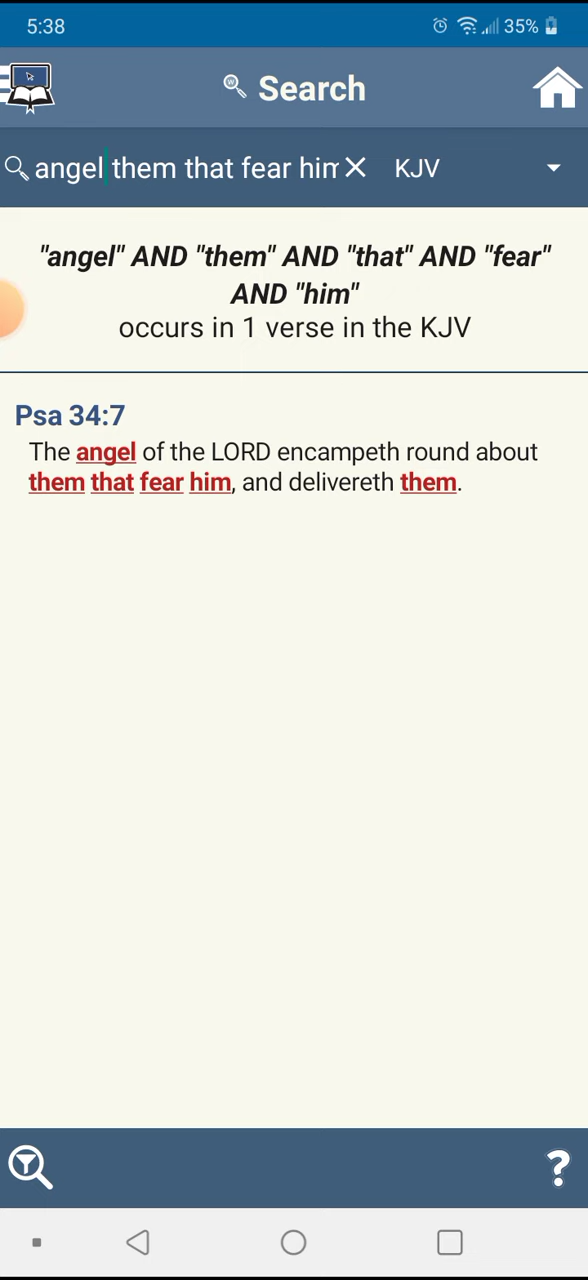 5:38
35%
Search
angel them that fear him
KJV
"angel" AND "them" AND "that" AND "fear"
AND "him"
occurs in 1 verse in the KJV
Psa 34:7
The angel of the LORD encampeth round about
them that fear him, and delivereth them.
?